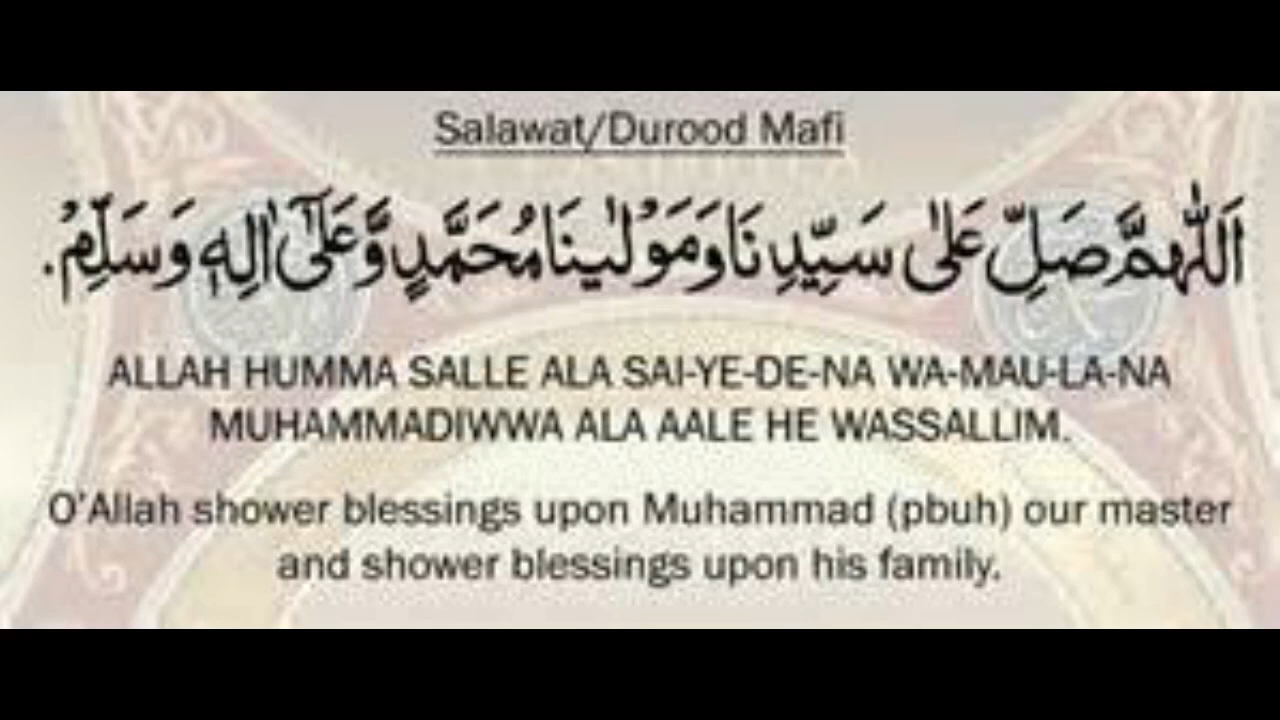 Salawat/Durood Mafi
اَللّٰهُمَّ صَلِّ عَلٰى سَيِّدِنَا وَمَوْلٰينَا مُحَمَّدٍ وَّعَلٰٓى اٰلِهٖ وَسَلِّمْ.
ALLAH HUMMA SALLE ALA SAI-YE-DE-NA WA-MAU-LA-NA
MUHAMMADIWWA ALA AALE HE WASSALLIM.
O'Allah shower blessings upon Muhammad (pbuh) our master
and shower blessings upon his family.